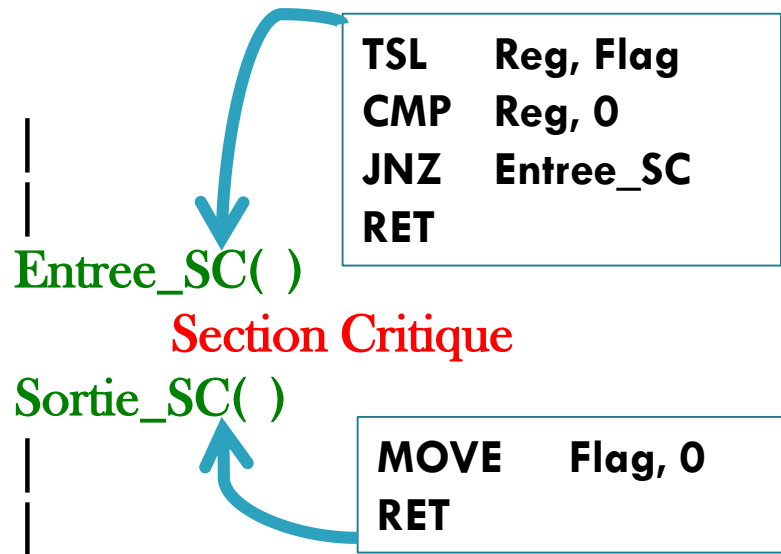 TSL Reg, Flag
CMP Reg, 0
JNZ Entree_SC
RET
Entree_SC( )
Section Critique
Sortie_SC( )
MOVE Flag, 0
RET